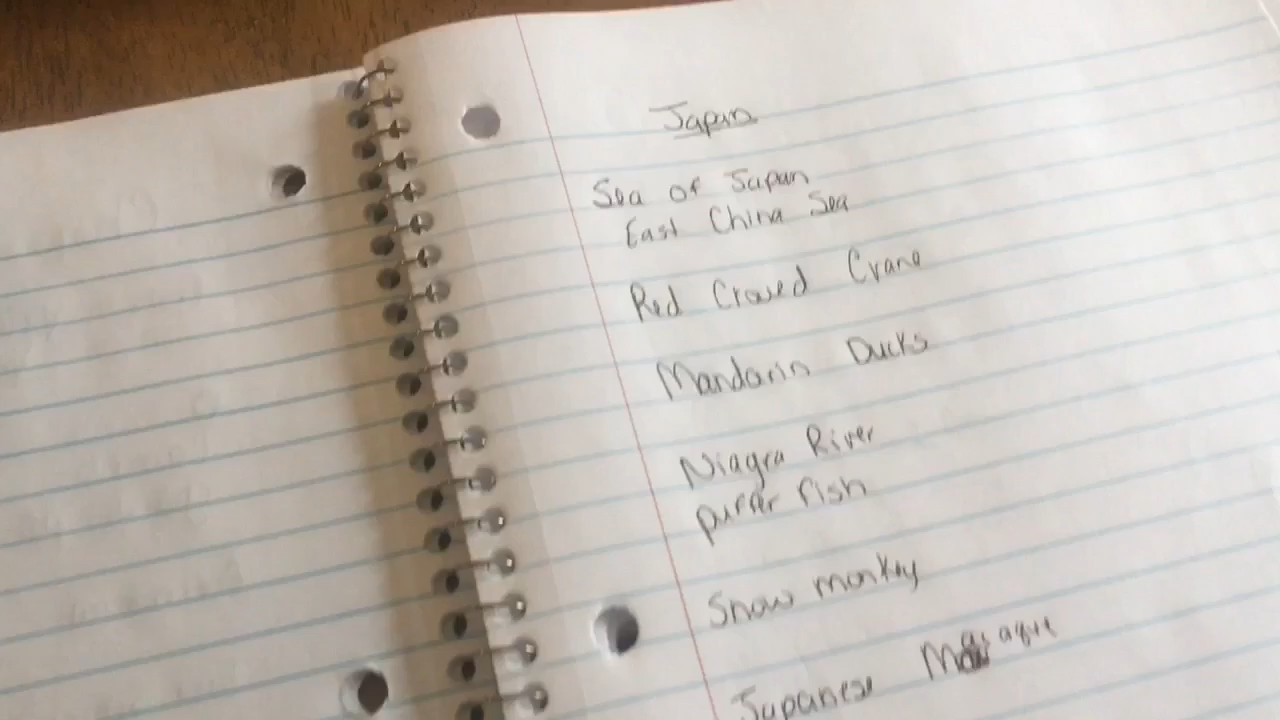 Japan
Sea of Japan
East China Sea
Red Crowed Crane
Mandarin Ducks
Niagra River
puffer fish
Snow monkey
Japanese